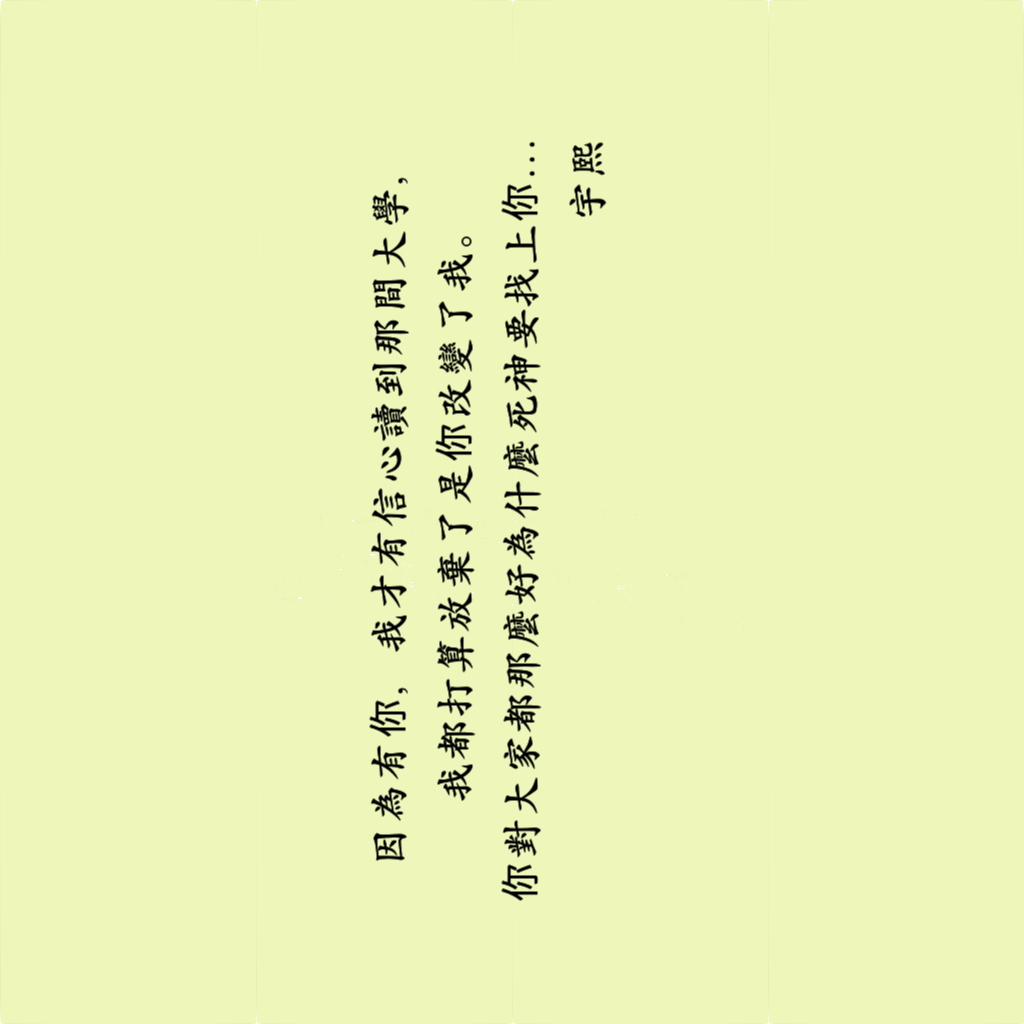 因為有你，我才有信心讀到那間大學，
我都打算放棄了是你改變了我。
你對大家都那麼好為什麼死神要找上你...
宇熙